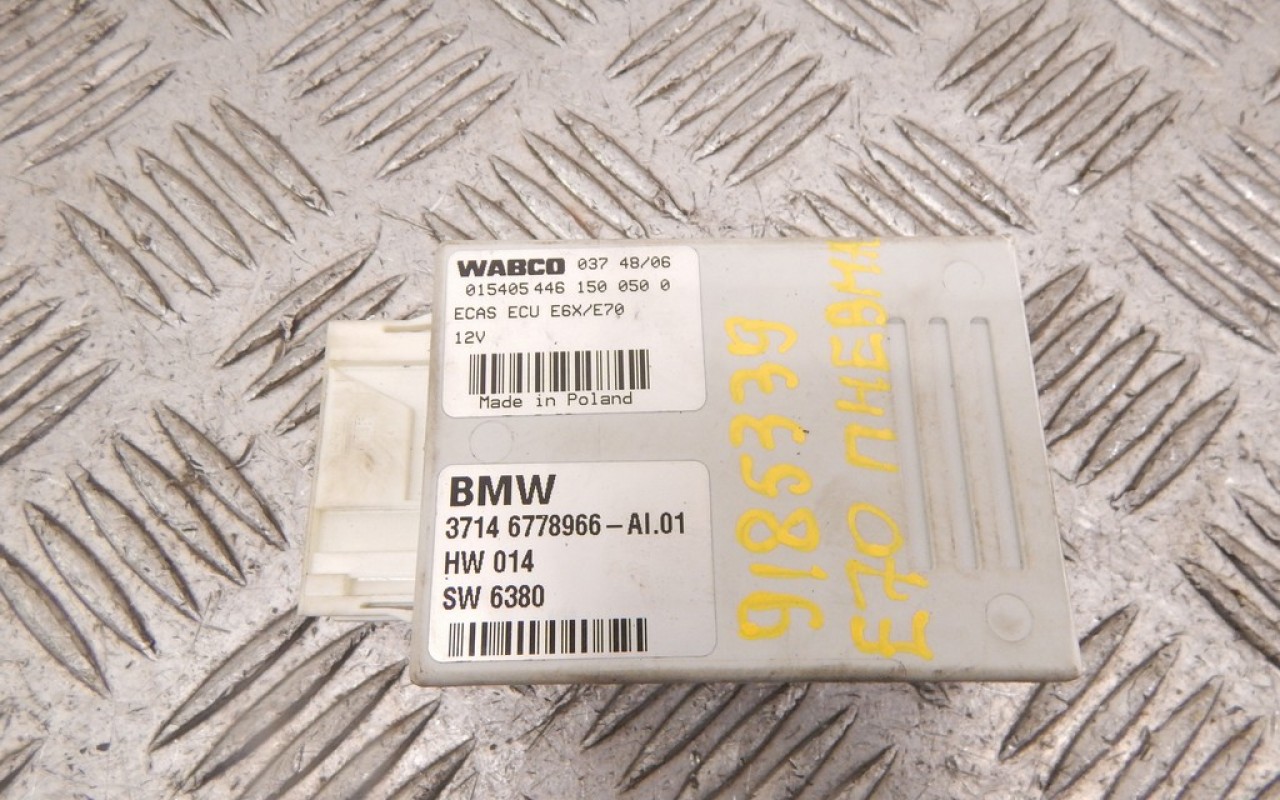 WABCO 037 48/06
015405 446 150 050 0
ECAS ECU E6X/E70
12V
Made in Poland
BMW
3714 6778966-AI.01
HW 014
SW 6380
9185339
E70 ПНЕВМА